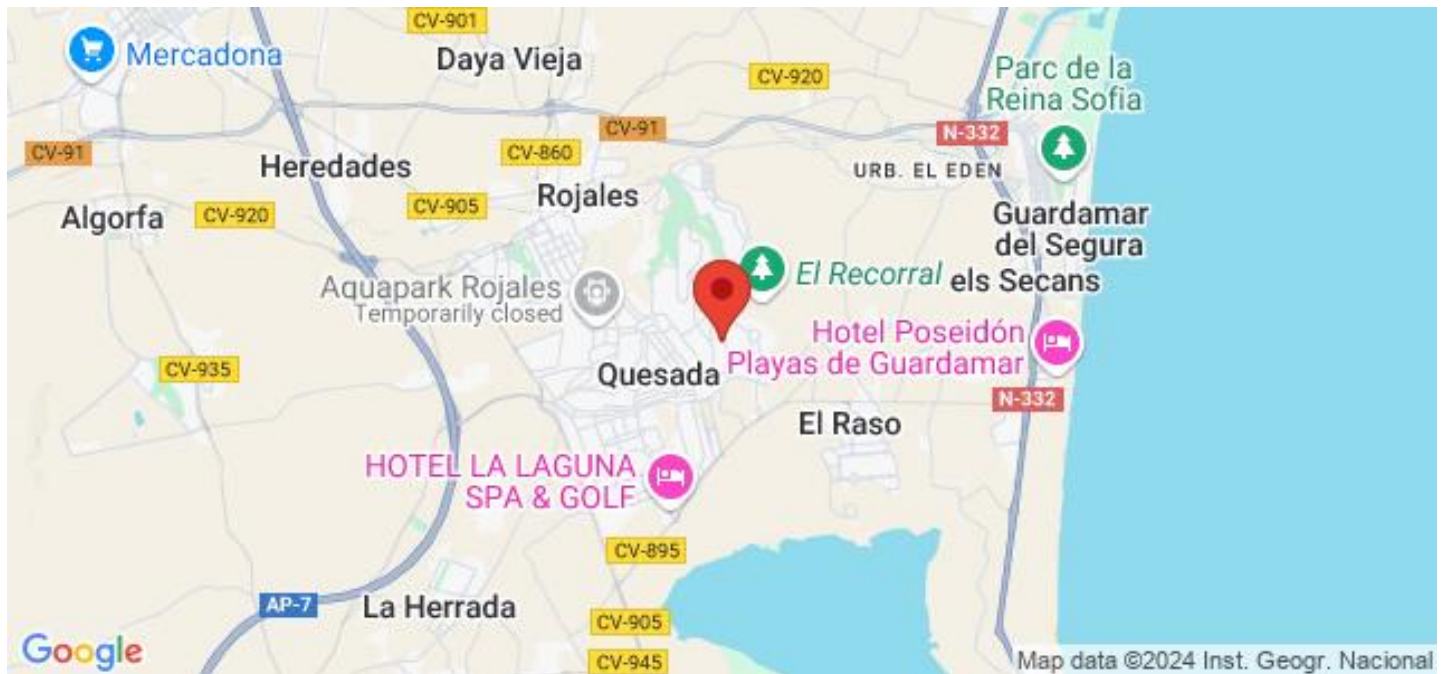 CV-901
Mercadona
Daya Vieja
CV-920
Parc de la
Reina Sofia
CV-91
N-332
CV-91
CV-860
Heredades
URB. EL EDEN
Rojales
CV-905
Algorfa
CV-920
Guardamar
del Segura
El Recorral
els Secans
Aquapark Rojales
Temporarily closed
Hotel Poseidón
Playas de Guardamar
CV-935
Quesada
N-332
El Raso
HOTEL LA LAGUNA
SPA & GOLF
CV-895
AP-7
La Herrada
CV-905
Google
CV-945
Map data ©2024 Inst. Geogr. Nacional